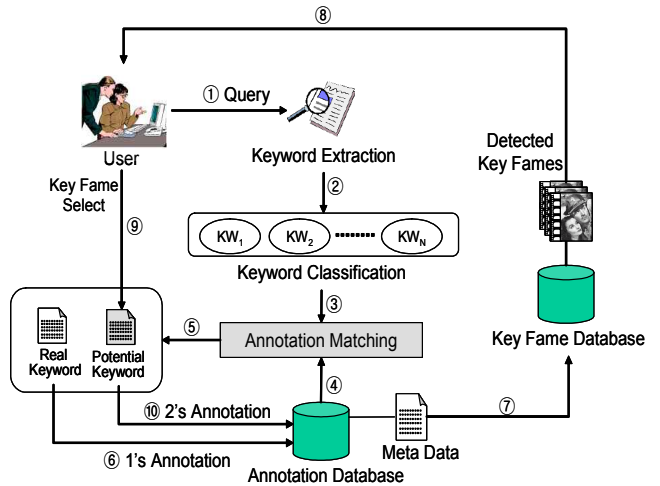 ⑧
① Query
User
Keyword Extraction
Detected
Key Fames
Key Fame
Select
②
⑨
KW1 KW2 ........ KWN
Keyword Classification
③
⑤
Annotation Matching
Key Fame Database
Real
Keyword
Potential
Keyword
④
⑩ 2's Annotation
⑦
Meta Data
⑥ 1's Annotation
Annotation Database